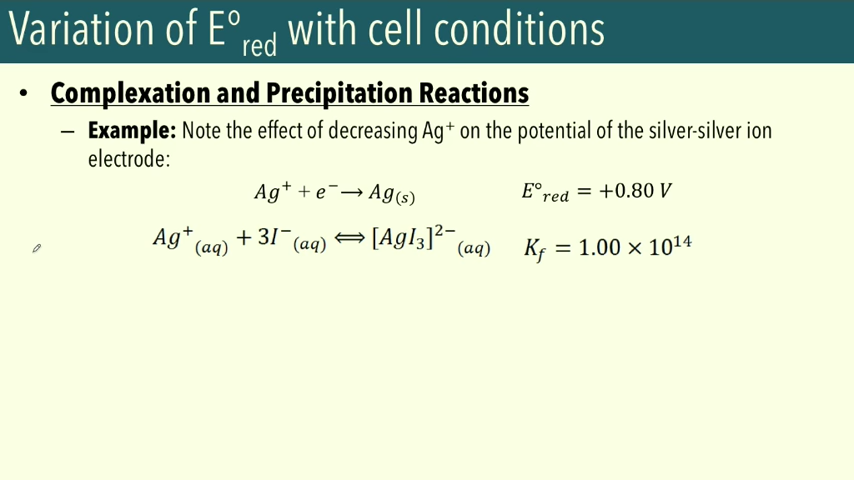 Variation of E°red with cell conditions
• Complexation and Precipitation Reactions
– Example: Note the effect of decreasing Ag⁺ on the potential of the silver-silver ion
electrode:
Ag⁺ + e⁻ → Ag(s) E°red = +0.80 V
Ag⁺(aq) + 3I⁻(aq) ⟺ [AgI₃]²⁻(aq) Kf = 1.00 × 10¹⁴